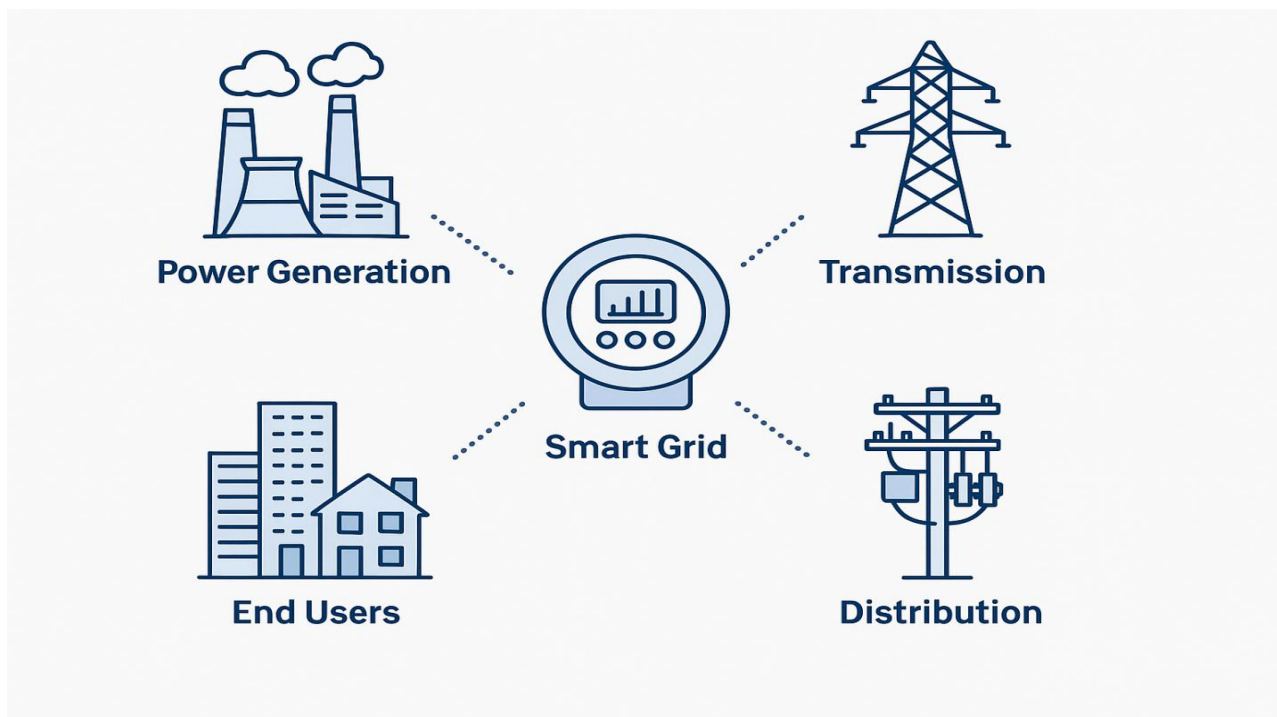 Power Generation
Transmission
Smart Grid
End Users
Distribution